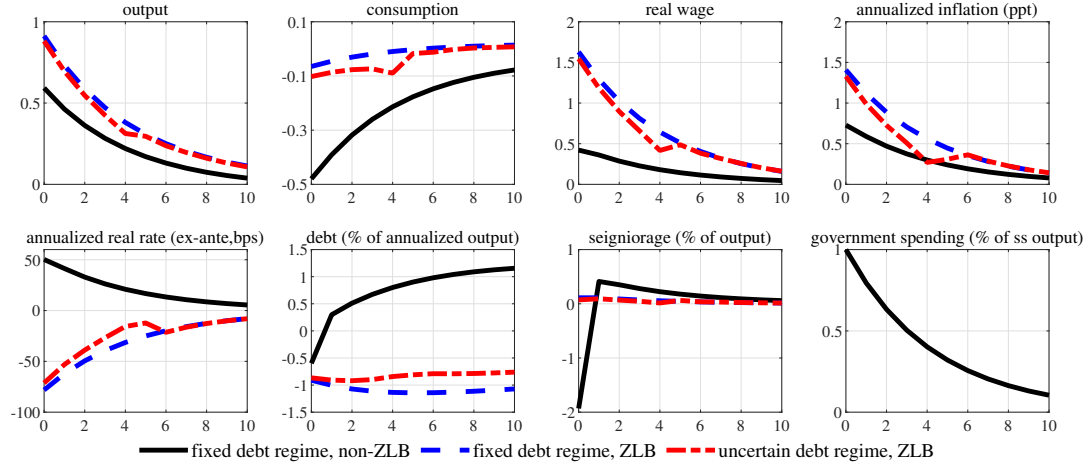 output
consumption
real wage
annualized inflation (ppt)
1
0.5
0
0 2 4 6 8 10
0.1
-0.1
-0.3
-0.5
0 2 4 6 8 10
2
1.5
1
0.5
0
0 2 4 6 8 10
2
1.5
1
0.5
0
0 2 4 6 8 10
annualized real rate (ex-ante,bps)
debt (% of annualized output)
seigniorage (% of output)
government spending (% of ss output)
50
0
-50
-100
0 2 4 6 8 10
1.5
1
0.5
0
-0.5
-1
-1.5
0 2 4 6 8 10
1
0
-1
-2
0 2 4 6 8 10
1
0.5
0
0 2 4 6 8 10
fixed debt regime, non-ZLB
fixed debt regime, ZLB
uncertain debt regime, ZLB